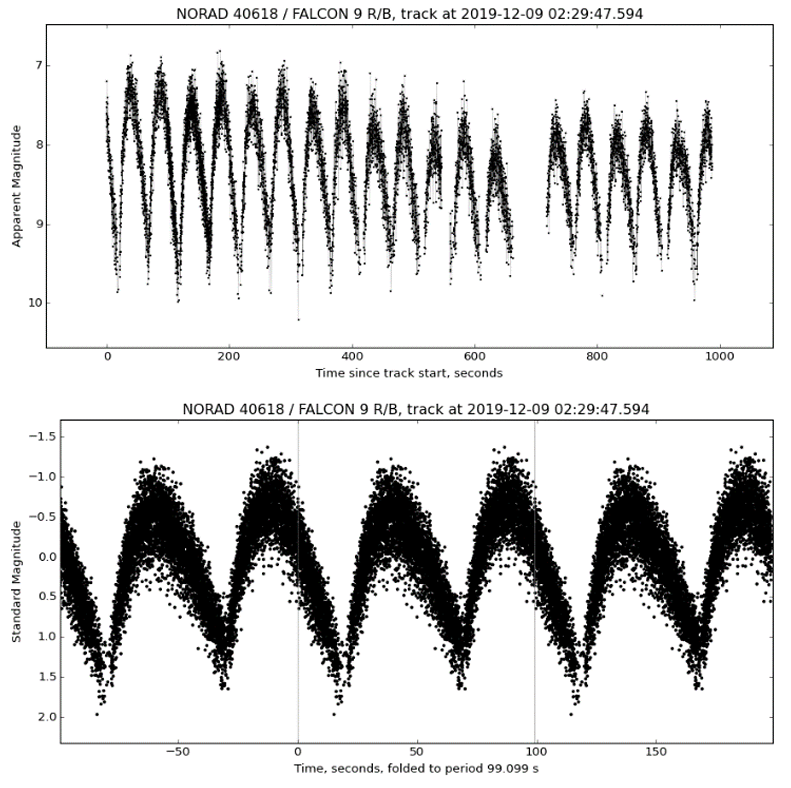 NORAD 40618 / FALCON 9 R/B, track at 2019-12-09 02:29:47.594
7
8
9
10
Apparent Magnitude
0 200 400 600 800 1000
Time since track start, seconds
NORAD 40618 / FALCON 9 R/B, track at 2019-12-09 02:29:47.594
−1.5
−1.0
−0.5
0.0
0.5
1.0
1.5
2.0
Standard Magnitude
−50 0 50 100 150
Time, seconds, folded to period 99.099 s